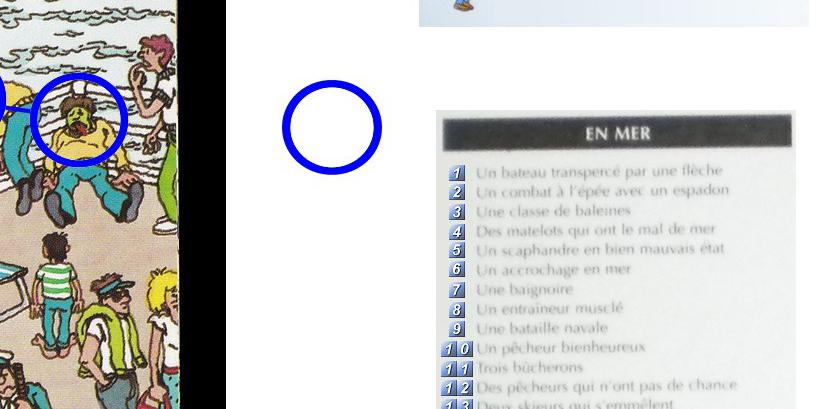 EN MER
1 Un bateau transpercé par une flèche
2 Un combat à l'épée avec un espadon
3 Une classe de baleines
4 Des matelots qui ont le mal de mer
5 Un scaphandre en bien mauvais état
6 Un accrochage en mer
7 Une baignoire
8 Un entraîneur musclé
9 Une bataille navale
10 Un pêcheur bienheureux
11 Trois bûcherons
12 Des pêcheurs qui n'ont pas de chance
13 Deux skieurs qui s'emmêlent